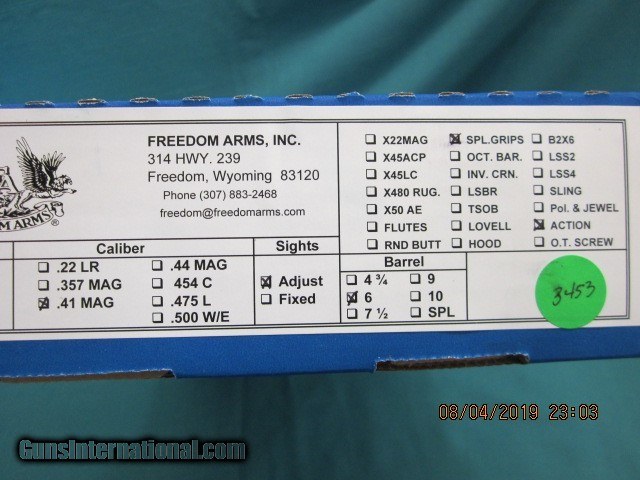 FREEDOM ARMS, INC.
314 HWY. 239
Freedom, Wyoming 83120
Phone (307) 883-2468
freedom@freedomarms.com
M ARMS®
X22MAG SPL.GRIPS B2X6
X45ACP OCT. BAR. LSS2
X45LC INV. CRN. LSS4
X480 RUG. LSBR SLING
X50 AE TSOB Pol. & JEWEL
FLUTES LOVELL ACTION
RND BUTT HOOD O.T. SCREW
Caliber
.22 LR .44 MAG
.357 MAG 454 C
.41 MAG .475 L
.500 W/E
Sights
Adjust
Fixed
Barrel
4 ¾ 9
6 10
7 ½ SPL
3453
08/04/2019 23:03
GunsInternational.com